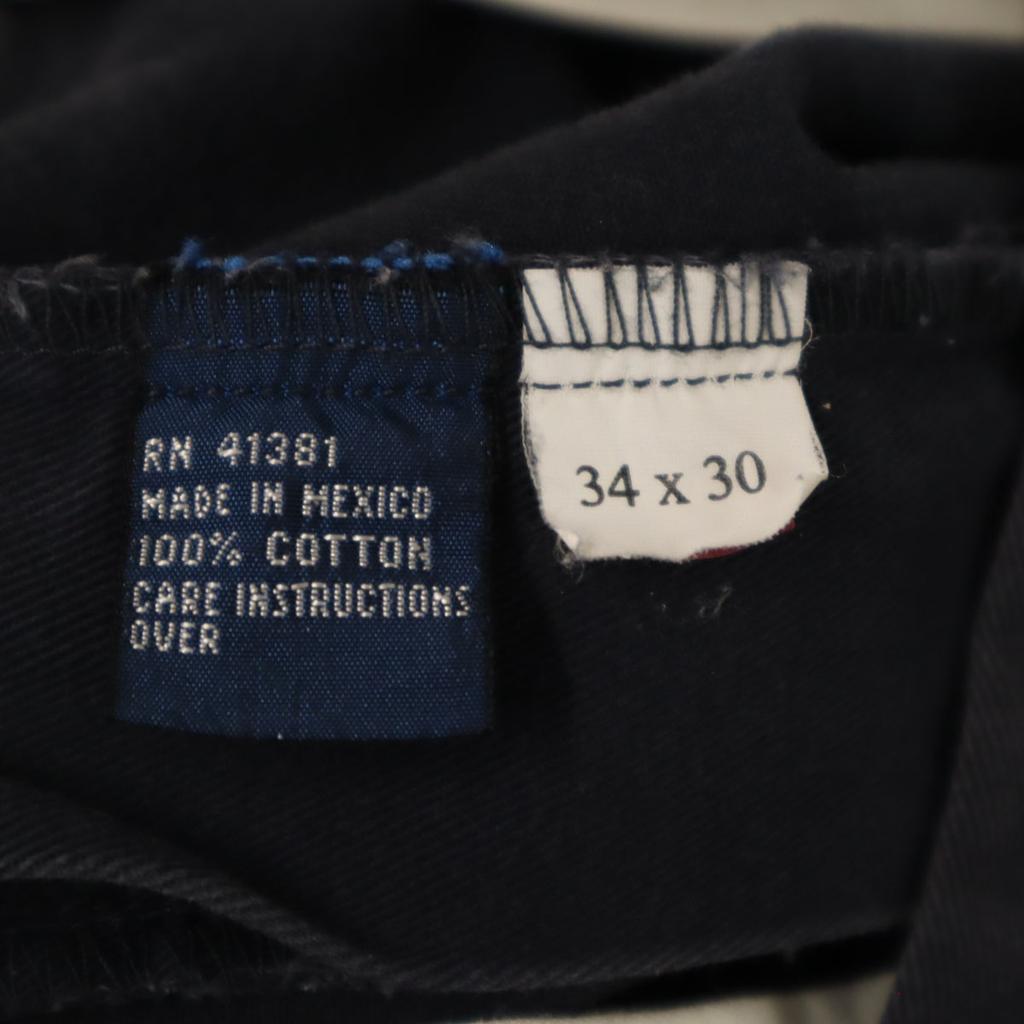 RN 41381
MADE IN MEXICO
100% COTTON
CARE INSTRUCTIONS
OVER
34 x 30